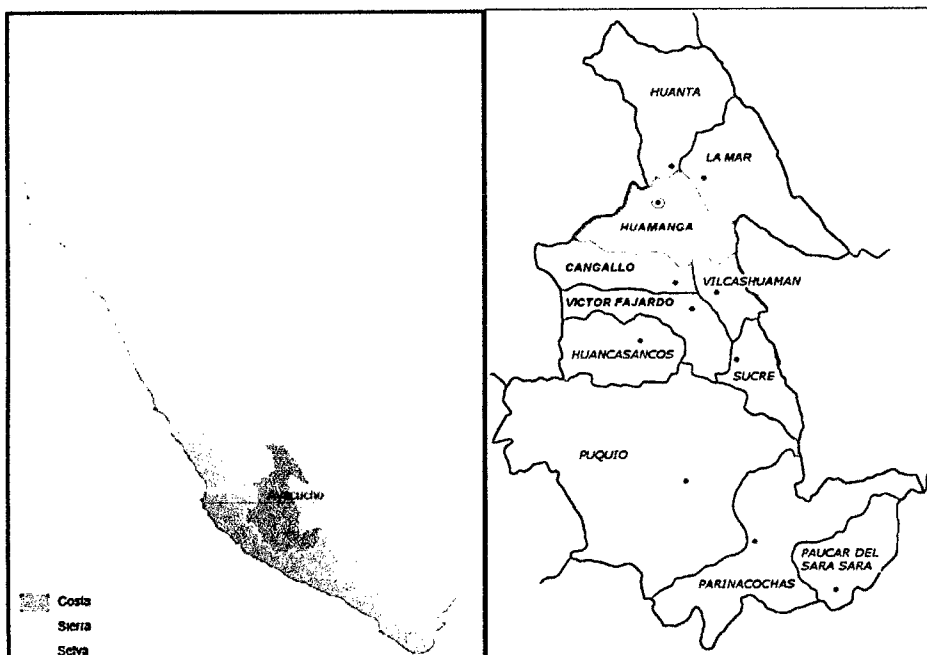 Ayacucho
Costa
Sierra
Selva
HUANTA
LA MAR
HUAMANGA
CANGALLO
VILCASHUAMAN
VICTOR FAJARDO
HUANCASANCOS
SUCRE
PUQUIO
PAUCAR DEL
SARA SARA
PARINACOCHAS